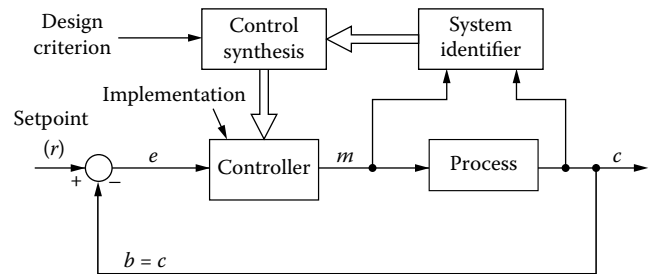 Design
criterion
Control
synthesis
System
identifier
Implementation
Setpoint
(r)
+
−
e
Controller
m
Process
c
b = c